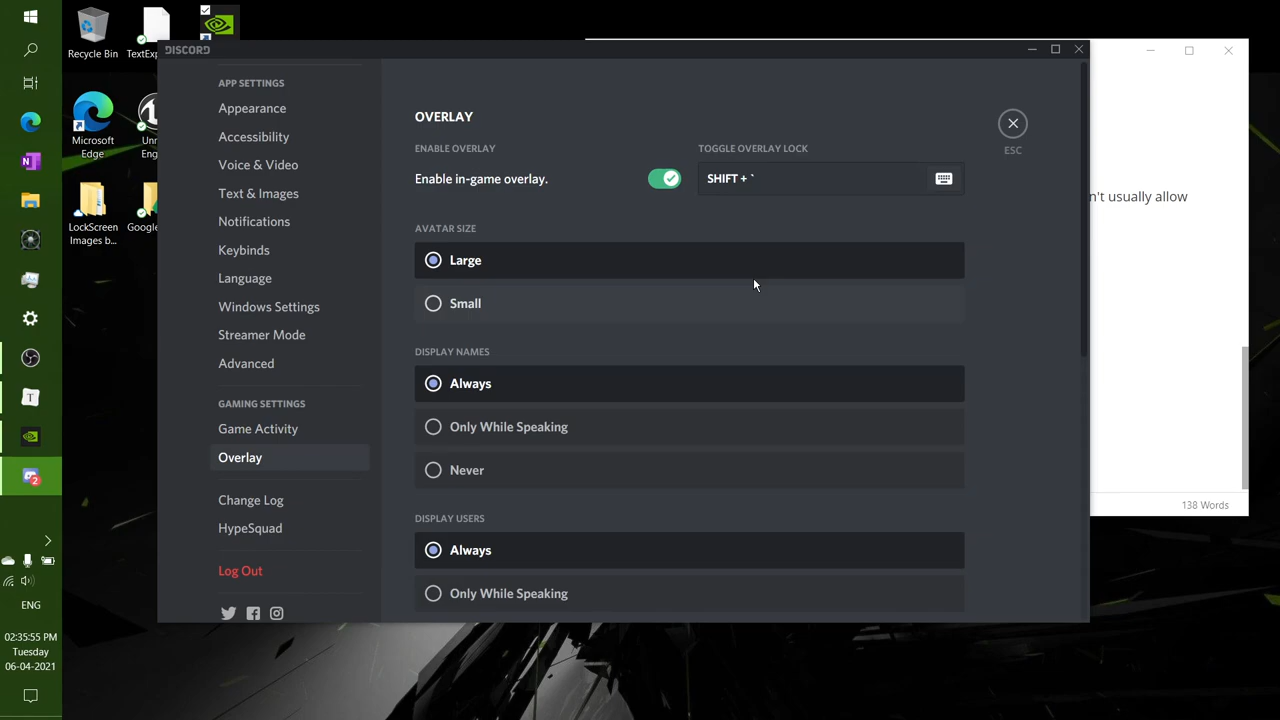 Recycle Bin
TextExp
Microsoft
Edge
Unr
Eng
LockScreen
Images b...
Google
DISCORD
APP SETTINGS
Appearance
Accessibility
Voice & Video
Text & Images
Notifications
Keybinds
Language
Windows Settings
Streamer Mode
Advanced
GAMING SETTINGS
Game Activity
Overlay
Change Log
HypeSquad
Log Out
OVERLAY
ENABLE OVERLAY
Enable in-game overlay.
TOGGLE OVERLAY LOCK
SHIFT + `
ESC
AVATAR SIZE
Large
Small
DISPLAY NAMES
Always
Only While Speaking
Never
DISPLAY USERS
Always
Only While Speaking
n't usually allow
138 Words
T
2
ENG
02:35:55 PM
Tuesday
06-04-2021